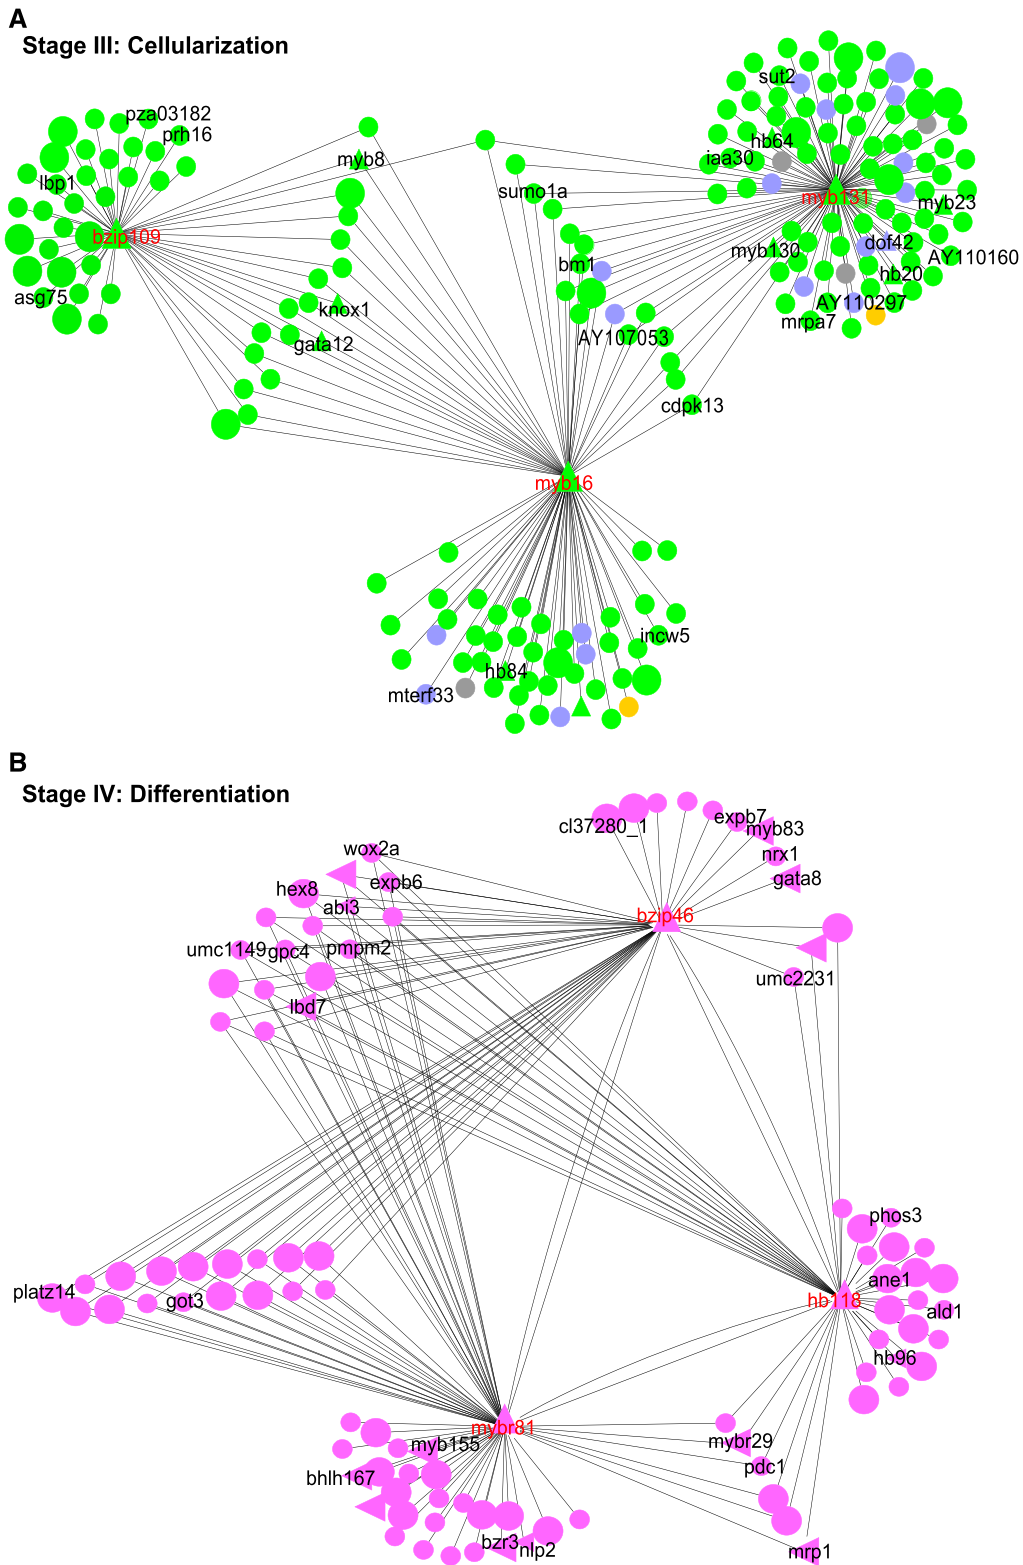 A
Stage III: Cellularization
pza03182
prh16
lbp1
bzip109
asg75
myb8
knox1
gata12
sumo1a
bm1
AY107053
cdpk13
sut2
hb64
iaa30
myb131
myb23
myb130
dof42
AY110160
hb20
AY110297
mrpa7
myb16
incw5
hb84
mterf33
B
Stage IV: Differentiation
cl37280_1
expb7
myb83
nrx1
gata8
wox2a
expb6
hex8
abi3
bzip46
umc1149
gpc4
pmpm2
lbd7
umc2231
phos3
ane1
hb118
ald1
hb96
platz14
got3
mybr81
myb155
bhlh167
bzr3
nlp2
mybr29
pdc1
mrp1